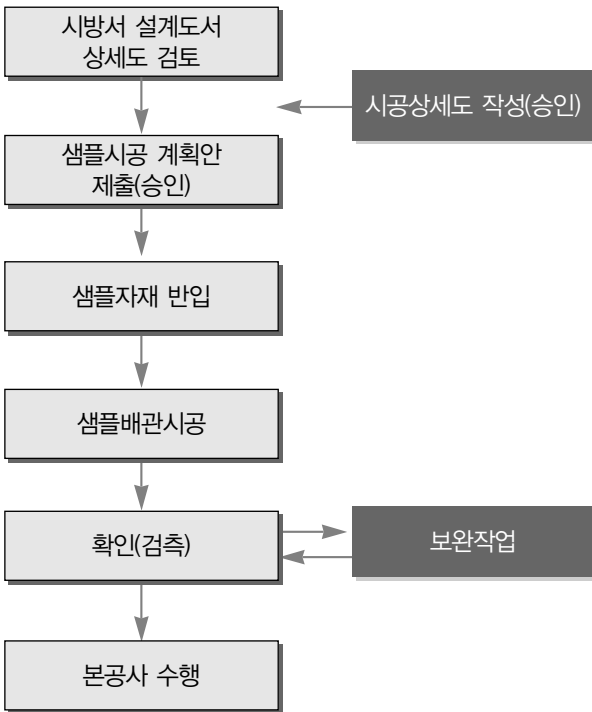 시방서 설계도서
상세도 검토
시공상세도 작성(승인)
샘플시공 계획안
제출(승인)
샘플자재 반입
샘플배관시공
확인(검측)
보완작업
본공사 수행